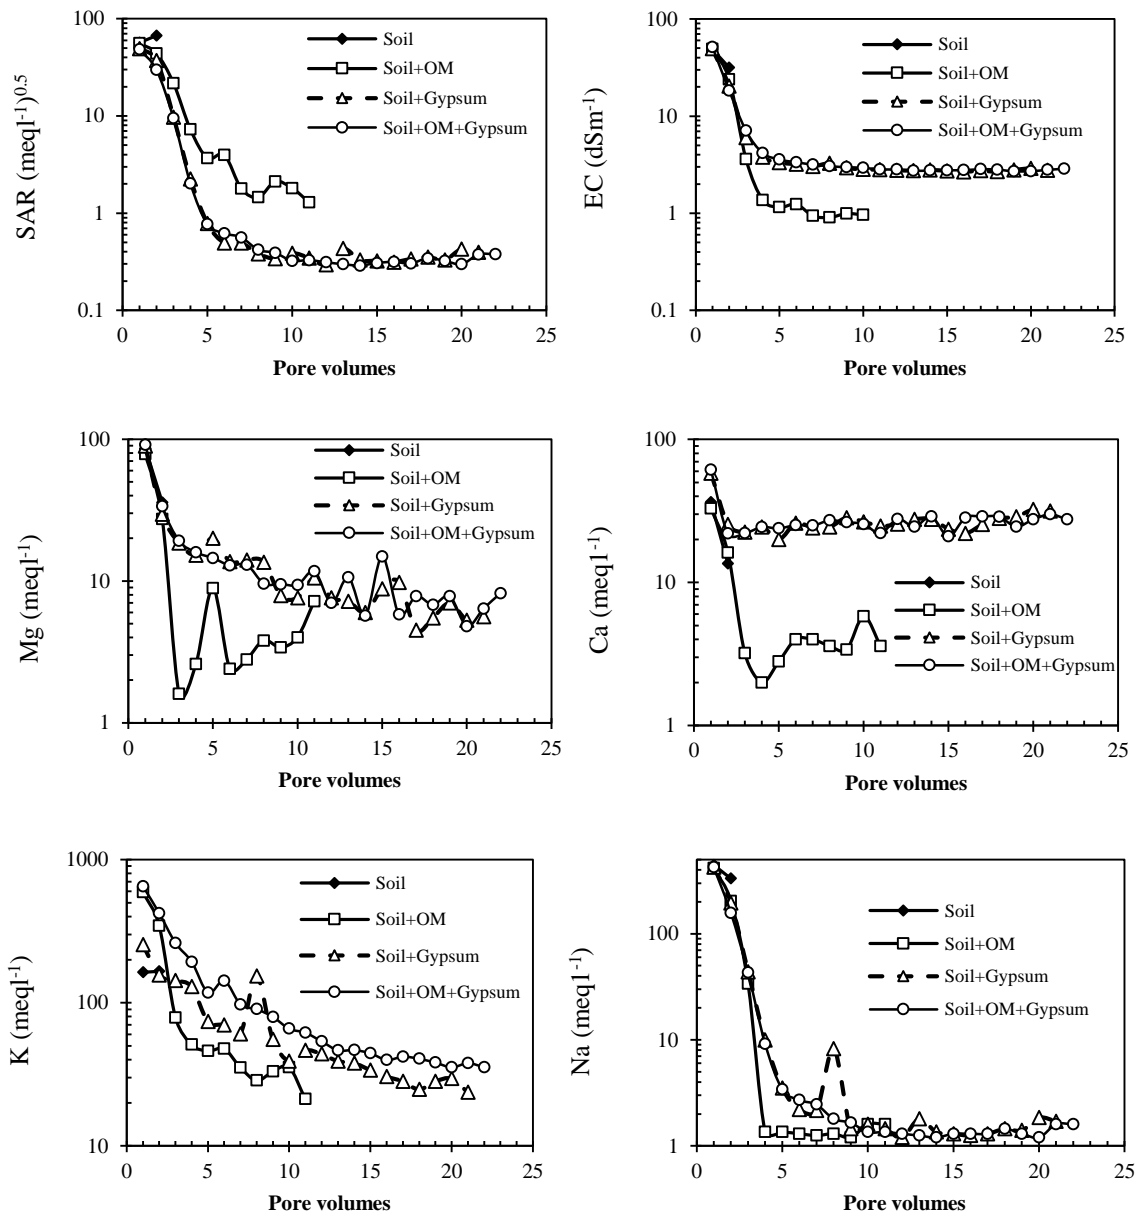 SAR (meql⁻¹)⁰·⁵
100
10
1
0.1
0 5 10 15 20 25
Pore volumes
Soil
Soil+OM
Soil+Gypsum
Soil+OM+Gypsum
EC (dSm⁻¹)
100
10
1
0.1
0 5 10 15 20 25
Pore volumes
Soil
Soil+OM
Soil+Gypsum
Soil+OM+Gypsum
Mg (meql⁻¹)
100
10
1
0 5 10 15 20 25
Pore volumes
Soil
Soil+OM
Soil+Gypsum
Soil+OM+Gypsum
Ca (meql⁻¹)
100
10
1
0 5 10 15 20 25
Pore volumes
Soil
Soil+OM
Soil+Gypsum
Soil+OM+Gypsum
K (meql⁻¹)
1000
100
10
0 5 10 15 20 25
Pore volumes
Soil
Soil+OM
Soil+Gypsum
Soil+OM+Gypsum
Na (meq1⁻¹)
100
10
1
0 5 10 15 20 25
Pore volumes
Soil
Soil+OM
Soil+Gypsum
Soil+OM+Gypsum